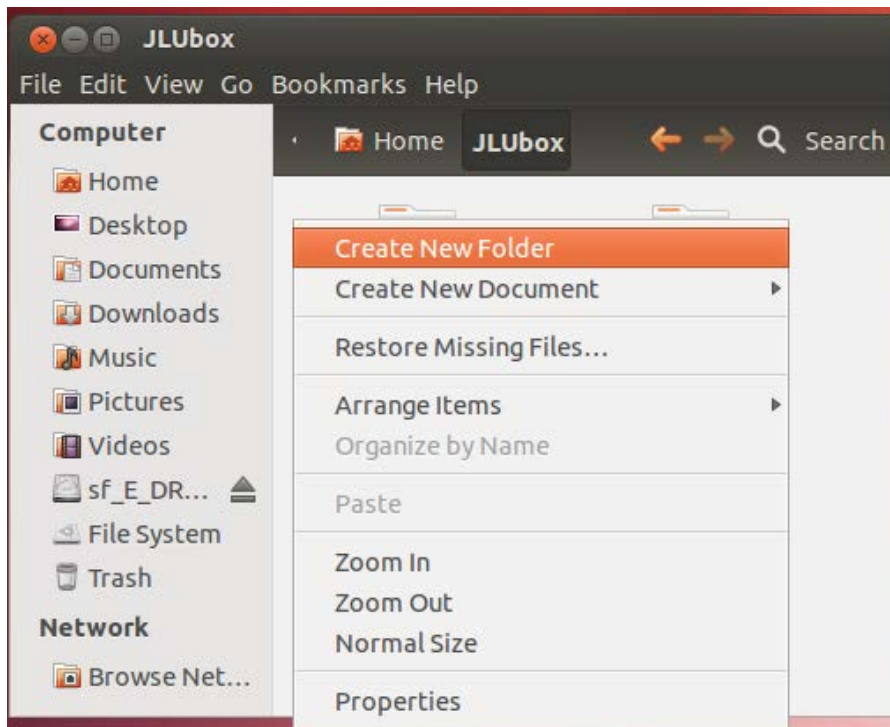 JLUbox
File Edit View Go Bookmarks Help
Computer
Home
Desktop
Documents
Downloads
Music
Pictures
Videos
sf_E_DR...
File System
Trash
Network
Browse Net...
Home JLUbox Search
Create New Folder
Create New Document
Restore Missing Files...
Arrange Items
Organize by Name
Paste
Zoom In
Zoom Out
Normal Size
Properties